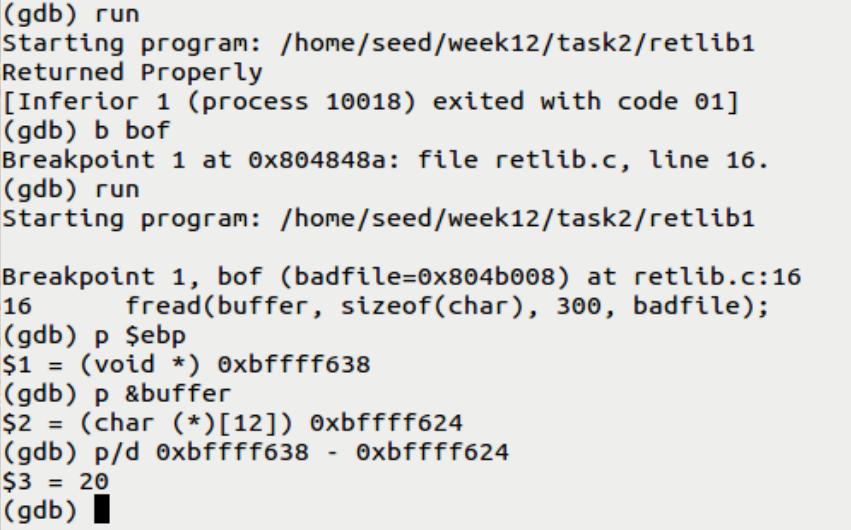 (gdb) run
Starting program: /home/seed/week12/task2/retlib1
Returned Properly
[Inferior 1 (process 10018) exited with code 01]
(gdb) b bof
Breakpoint 1 at 0x804848a: file retlib.c, line 16.
(gdb) run
Starting program: /home/seed/week12/task2/retlib1

Breakpoint 1, bof (badfile=0x804b008) at retlib.c:16
16      fread(buffer, sizeof(char), 300, badfile);
(gdb) p $ebp
$1 = (void *) 0xbffff638
(gdb) p &buffer
$2 = (char (*)[12]) 0xbffff624
(gdb) p/d 0xbffff638 - 0xbffff624
$3 = 20
(gdb)